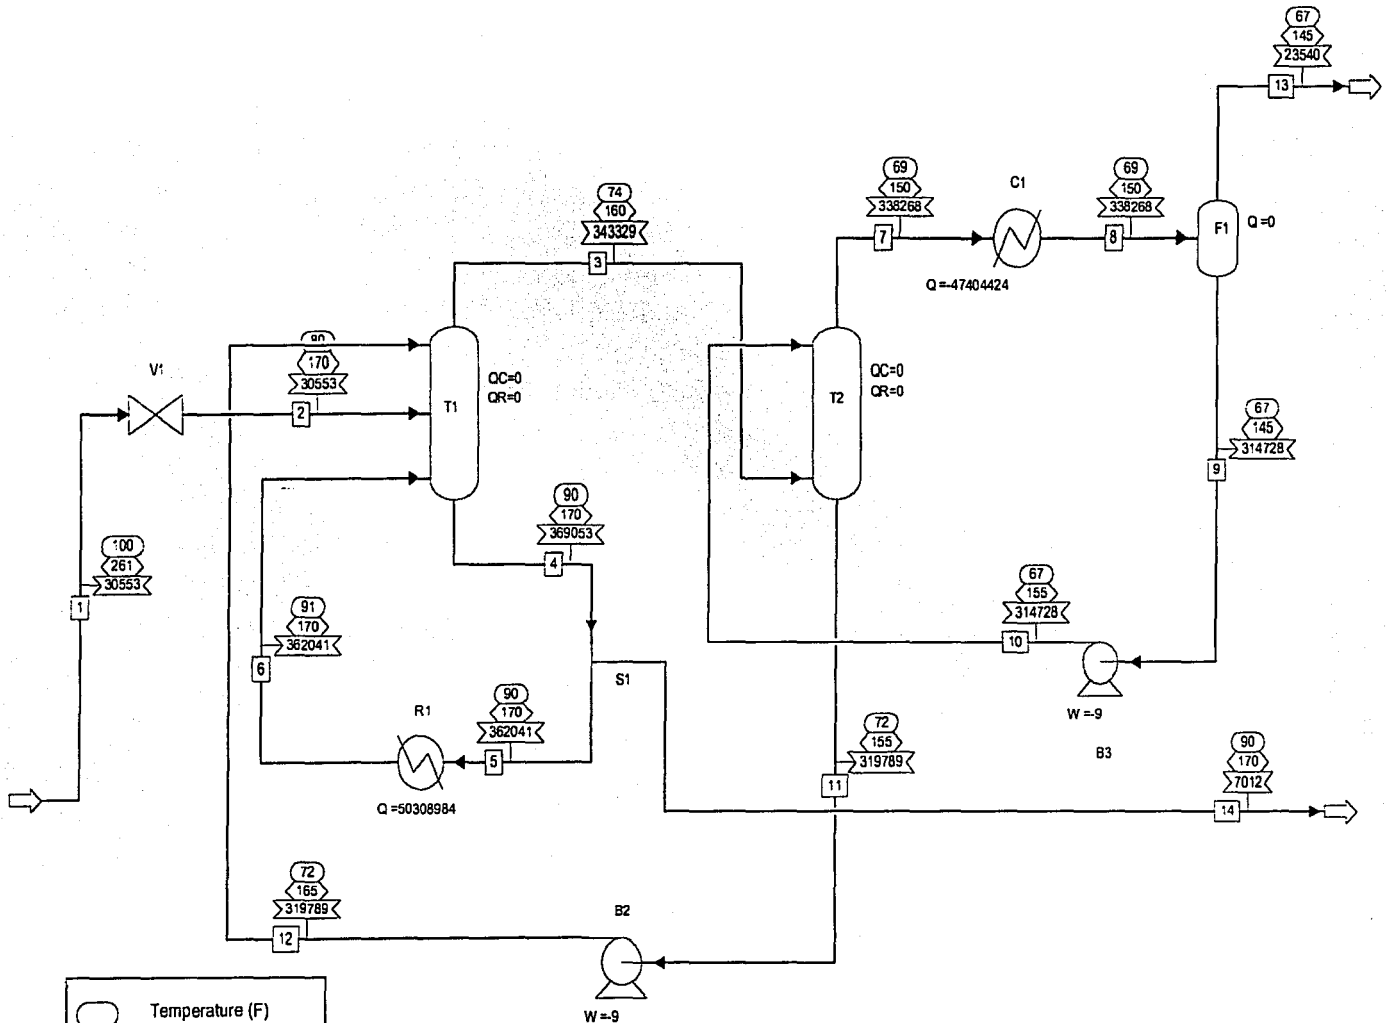 67
145
23540
13
69
150
338268
7
C1
69
150
338268
8
F1
Q =0
Q =-47404424
74
160
343329
3
80
170
30553
2
V1
T1
QC=0
QR=0
T2
QC=0
QR=0
67
145
314728
9
90
170
369053
4
100
261
30553
1
67
155
314728
10
91
170
362041
6
S1
90
170
362041
5
R1
Q =50308984
W =-9
B3
72
155
319789
11
90
170
7012
14
72
165
319789
12
B2
W =-9
Temperature (F)